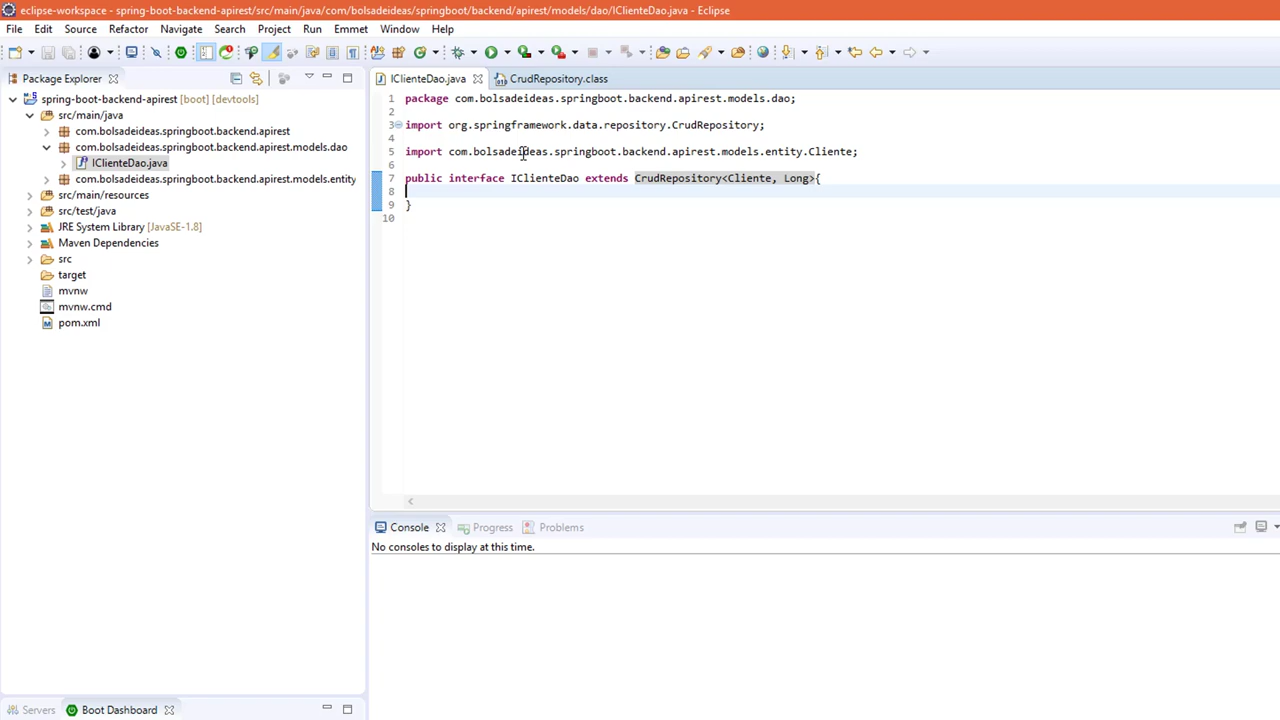 eclipse-workspace - spring-boot-backend-apirest/src/main/java/com/bolsadeideas/springboot/backend/apirest/models/dao/IClienteDao.java - Eclipse
File Edit Source Refactor Navigate Search Project Run Emmet Window Help
Package Explorer
IClienteDao.java CrudRepository.class
spring-boot-backend-apirest [boot] [devtools]
src/main/java
com.bolsadeideas.springboot.backend.apirest
com.bolsadeideas.springboot.backend.apirest.models.dao
IClienteDao.java
com.bolsadeideas.springboot.backend.apirest.models.entity
src/main/resources
src/test/java
JRE System Library [JavaSE-1.8]
Maven Dependencies
src
target
mvnw
mvnw.cmd
pom.xml
1 package com.bolsadeideas.springboot.backend.apirest.models.dao;
2
3 import org.springframework.data.repository.CrudRepository;
4
5 import com.bolsadeideas.springboot.backend.apirest.models.entity.Cliente;
6
7 public interface IClienteDao extends CrudRepository<Cliente, Long>{
8
9 }
10
Console Progress Problems
No consoles to display at this time.
Servers Boot Dashboard